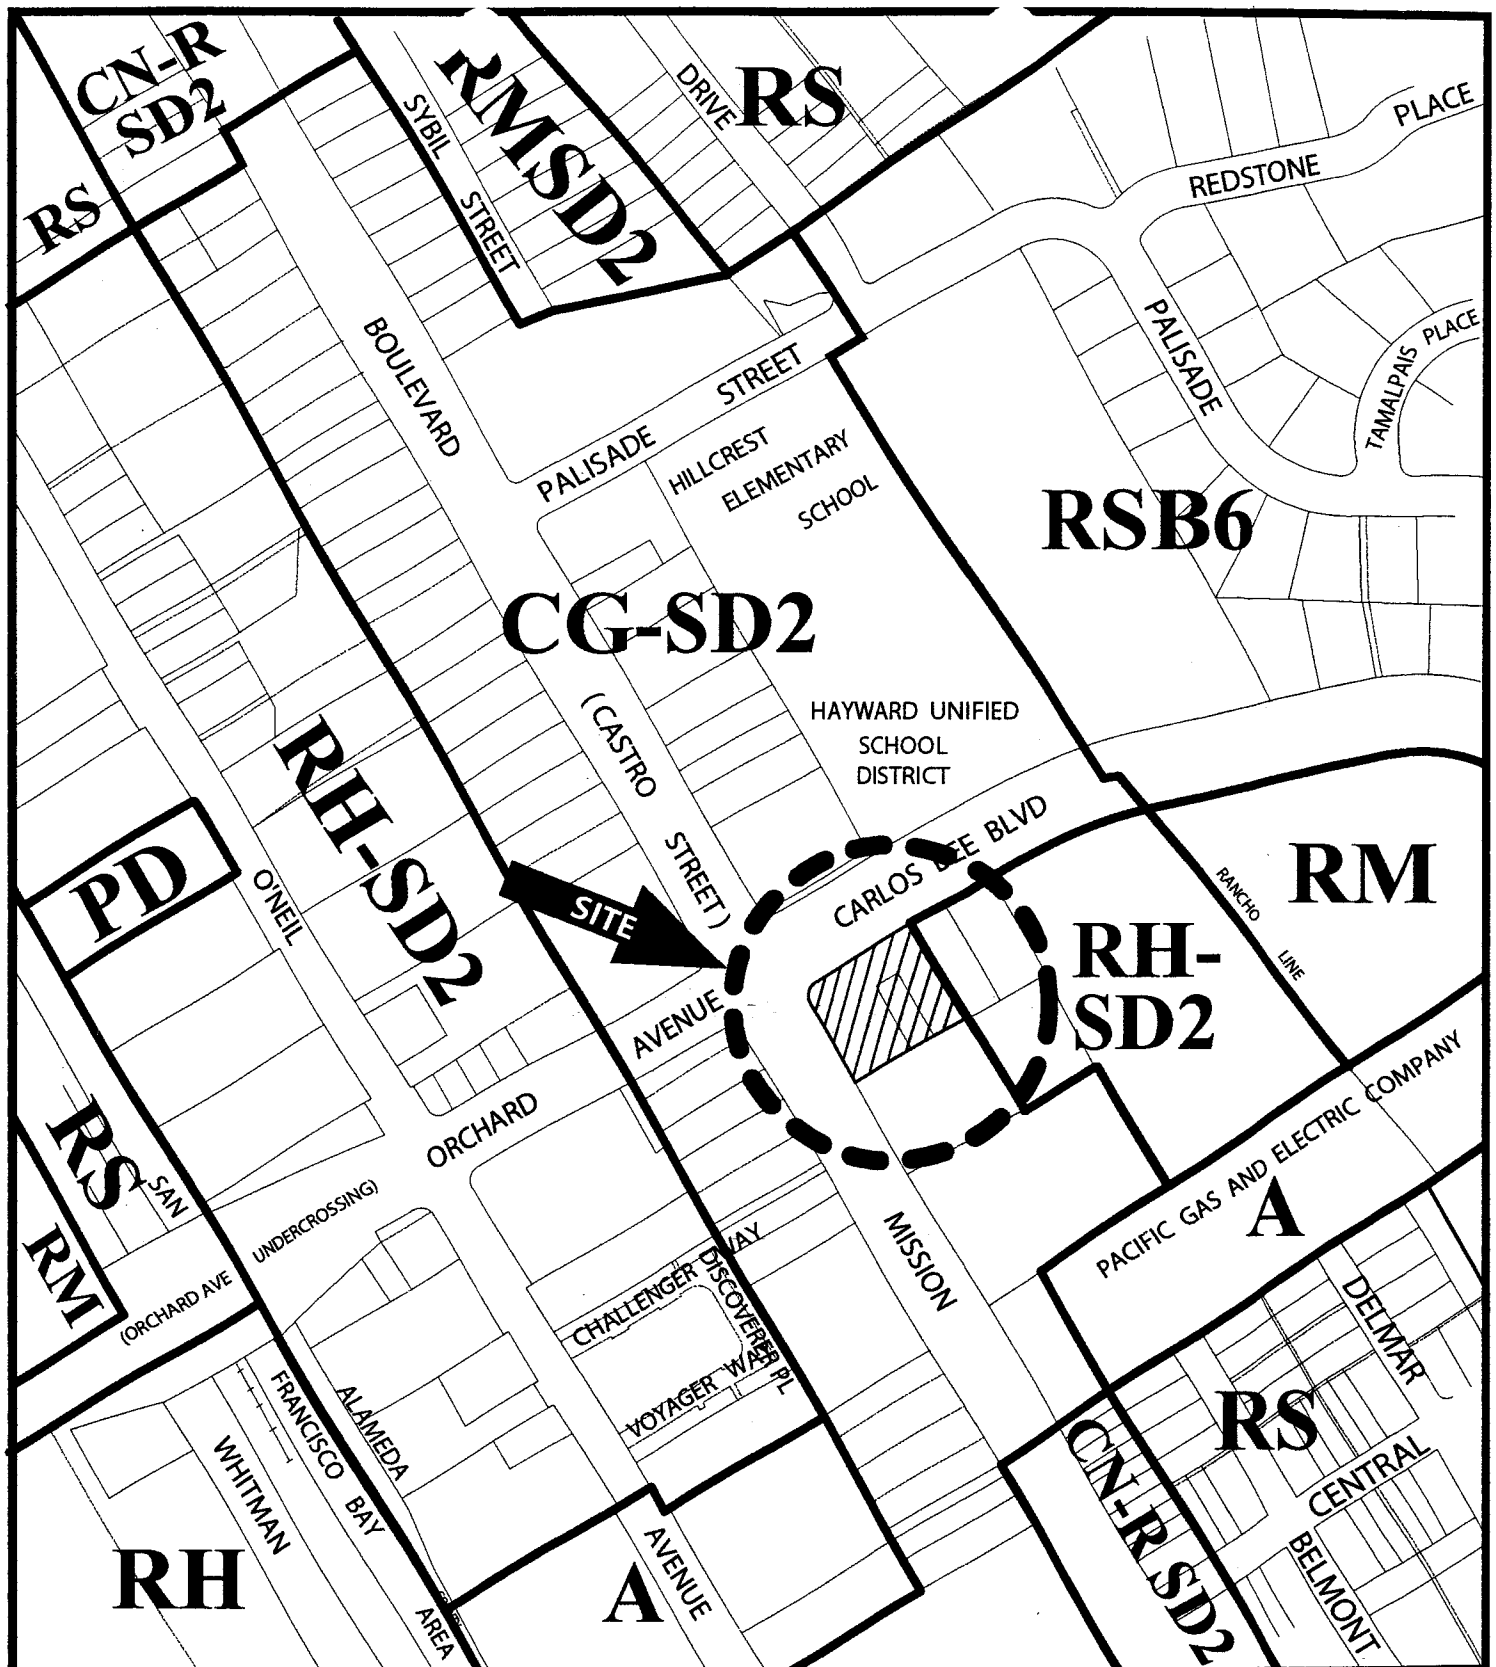 CN-R
SD2
RMSD2
RS
DRIVE
PLACE
REDSTONE
SYBIL
STREET
RS
BOULEVARD
PALISADE
TAMALPAIS PLACE
PALISADE STREET
HILLCREST
ELEMENTARY
SCHOOL
RSB6
CG-SD2
(CASTRO
STREET)
HAYWARD UNIFIED
SCHOOL
DISTRICT
RH-SD2
PD
O'NEIL
CARLOS BEE BLVD
RM
RANCHO
LINE
SITE
RH-
SD2
AVENUE
ORCHARD
PACIFIC GAS AND ELECTRIC COMPANY
A
RS
SAN
RM
(ORCHARD AVE UNDERCROSSING)
MISSION
CHALLENGER WAY
DISCOVERER PL
VOYAGER WAY
DELMAR
RS
FRANCISCO
BAY
AREA
ALAMEDA
WHITMAN
CN-R SD2
CENTRAL
BELMONT
RH
A
AVENUE